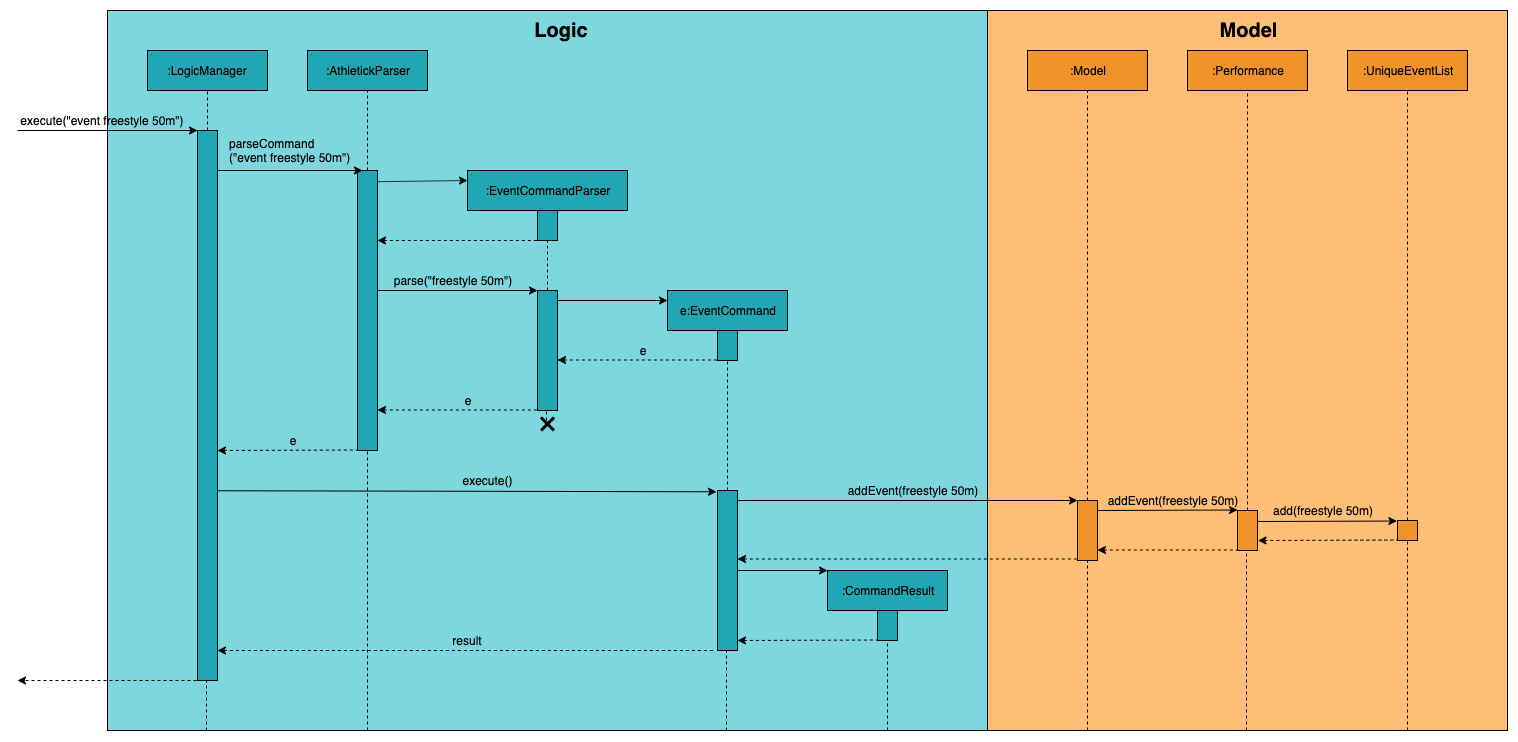 Logic
Model
:LogicManager
:AthletickParser
:Model
:Performance
:UniqueEventList
execute("event freestyle 50m")
parseCommand
("event freestyle 50m")
:EventCommandParser
parse("freestyle 50m")
e:EventCommand
e
e
e
execute()
addEvent(freestyle 50m)
addEvent(freestyle 50m)
add(freestyle 50m)
:CommandResult
result